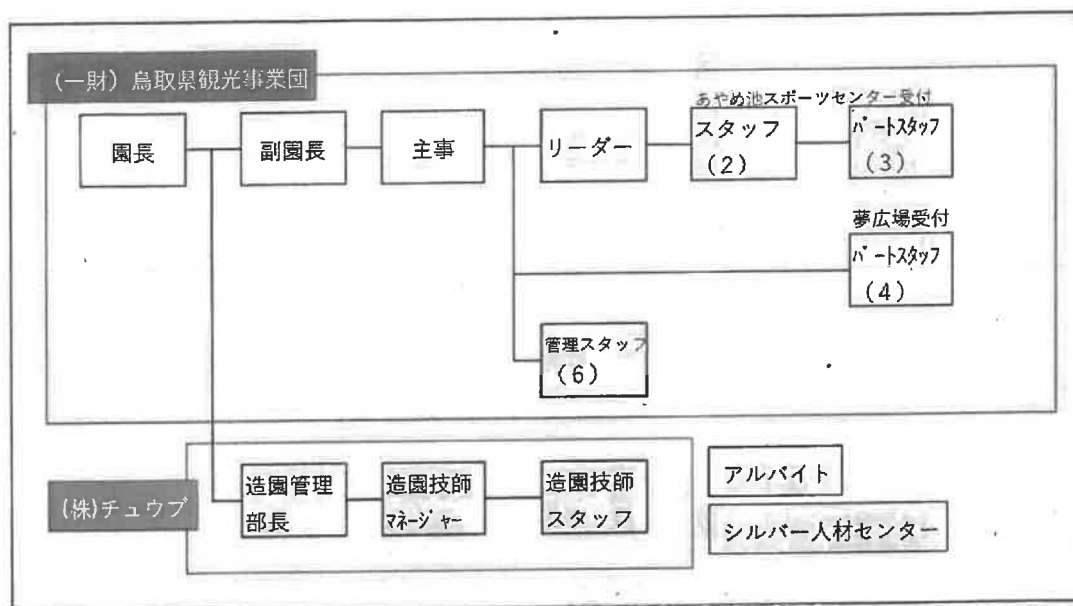 (一財) 鳥取県観光事業団
園長
副園長
主事
リーダー
あやめ池スポーツセンター受付
スタッフ
(2)
パートスタッフ
(3)
夢広場受付
パートスタッフ
(4)
管理スタッフ
(6)
(株)チュウブ
造園管理
部長
造園技師
マネージャー
造園技師
スタッフ
アルバイト
シルバー人材センター